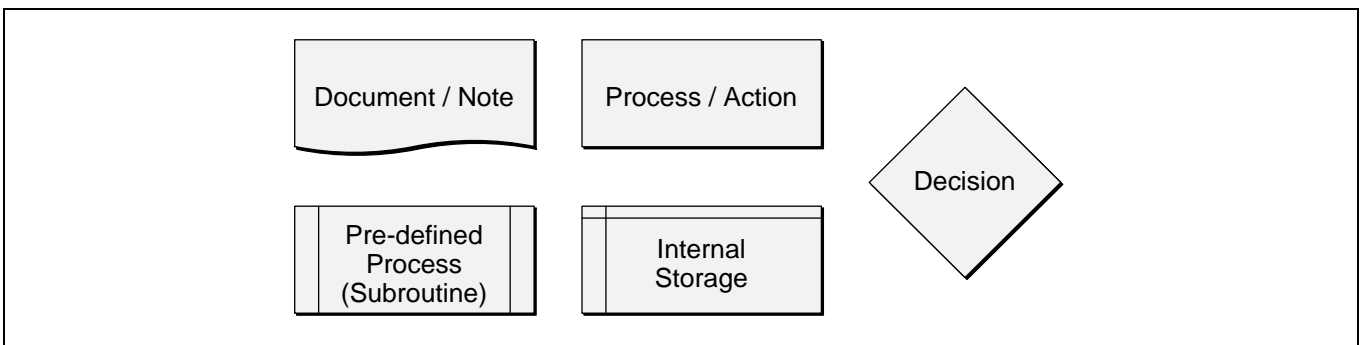 Document / Note
Process / Action
Decision
Pre-defined
Process
(Subroutine)
Internal
Storage